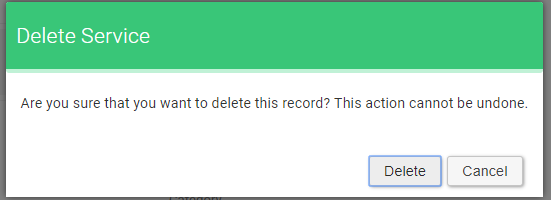 Delete Service
Are you sure that you want to delete this record? This action cannot be undone.
Delete Cancel
Category